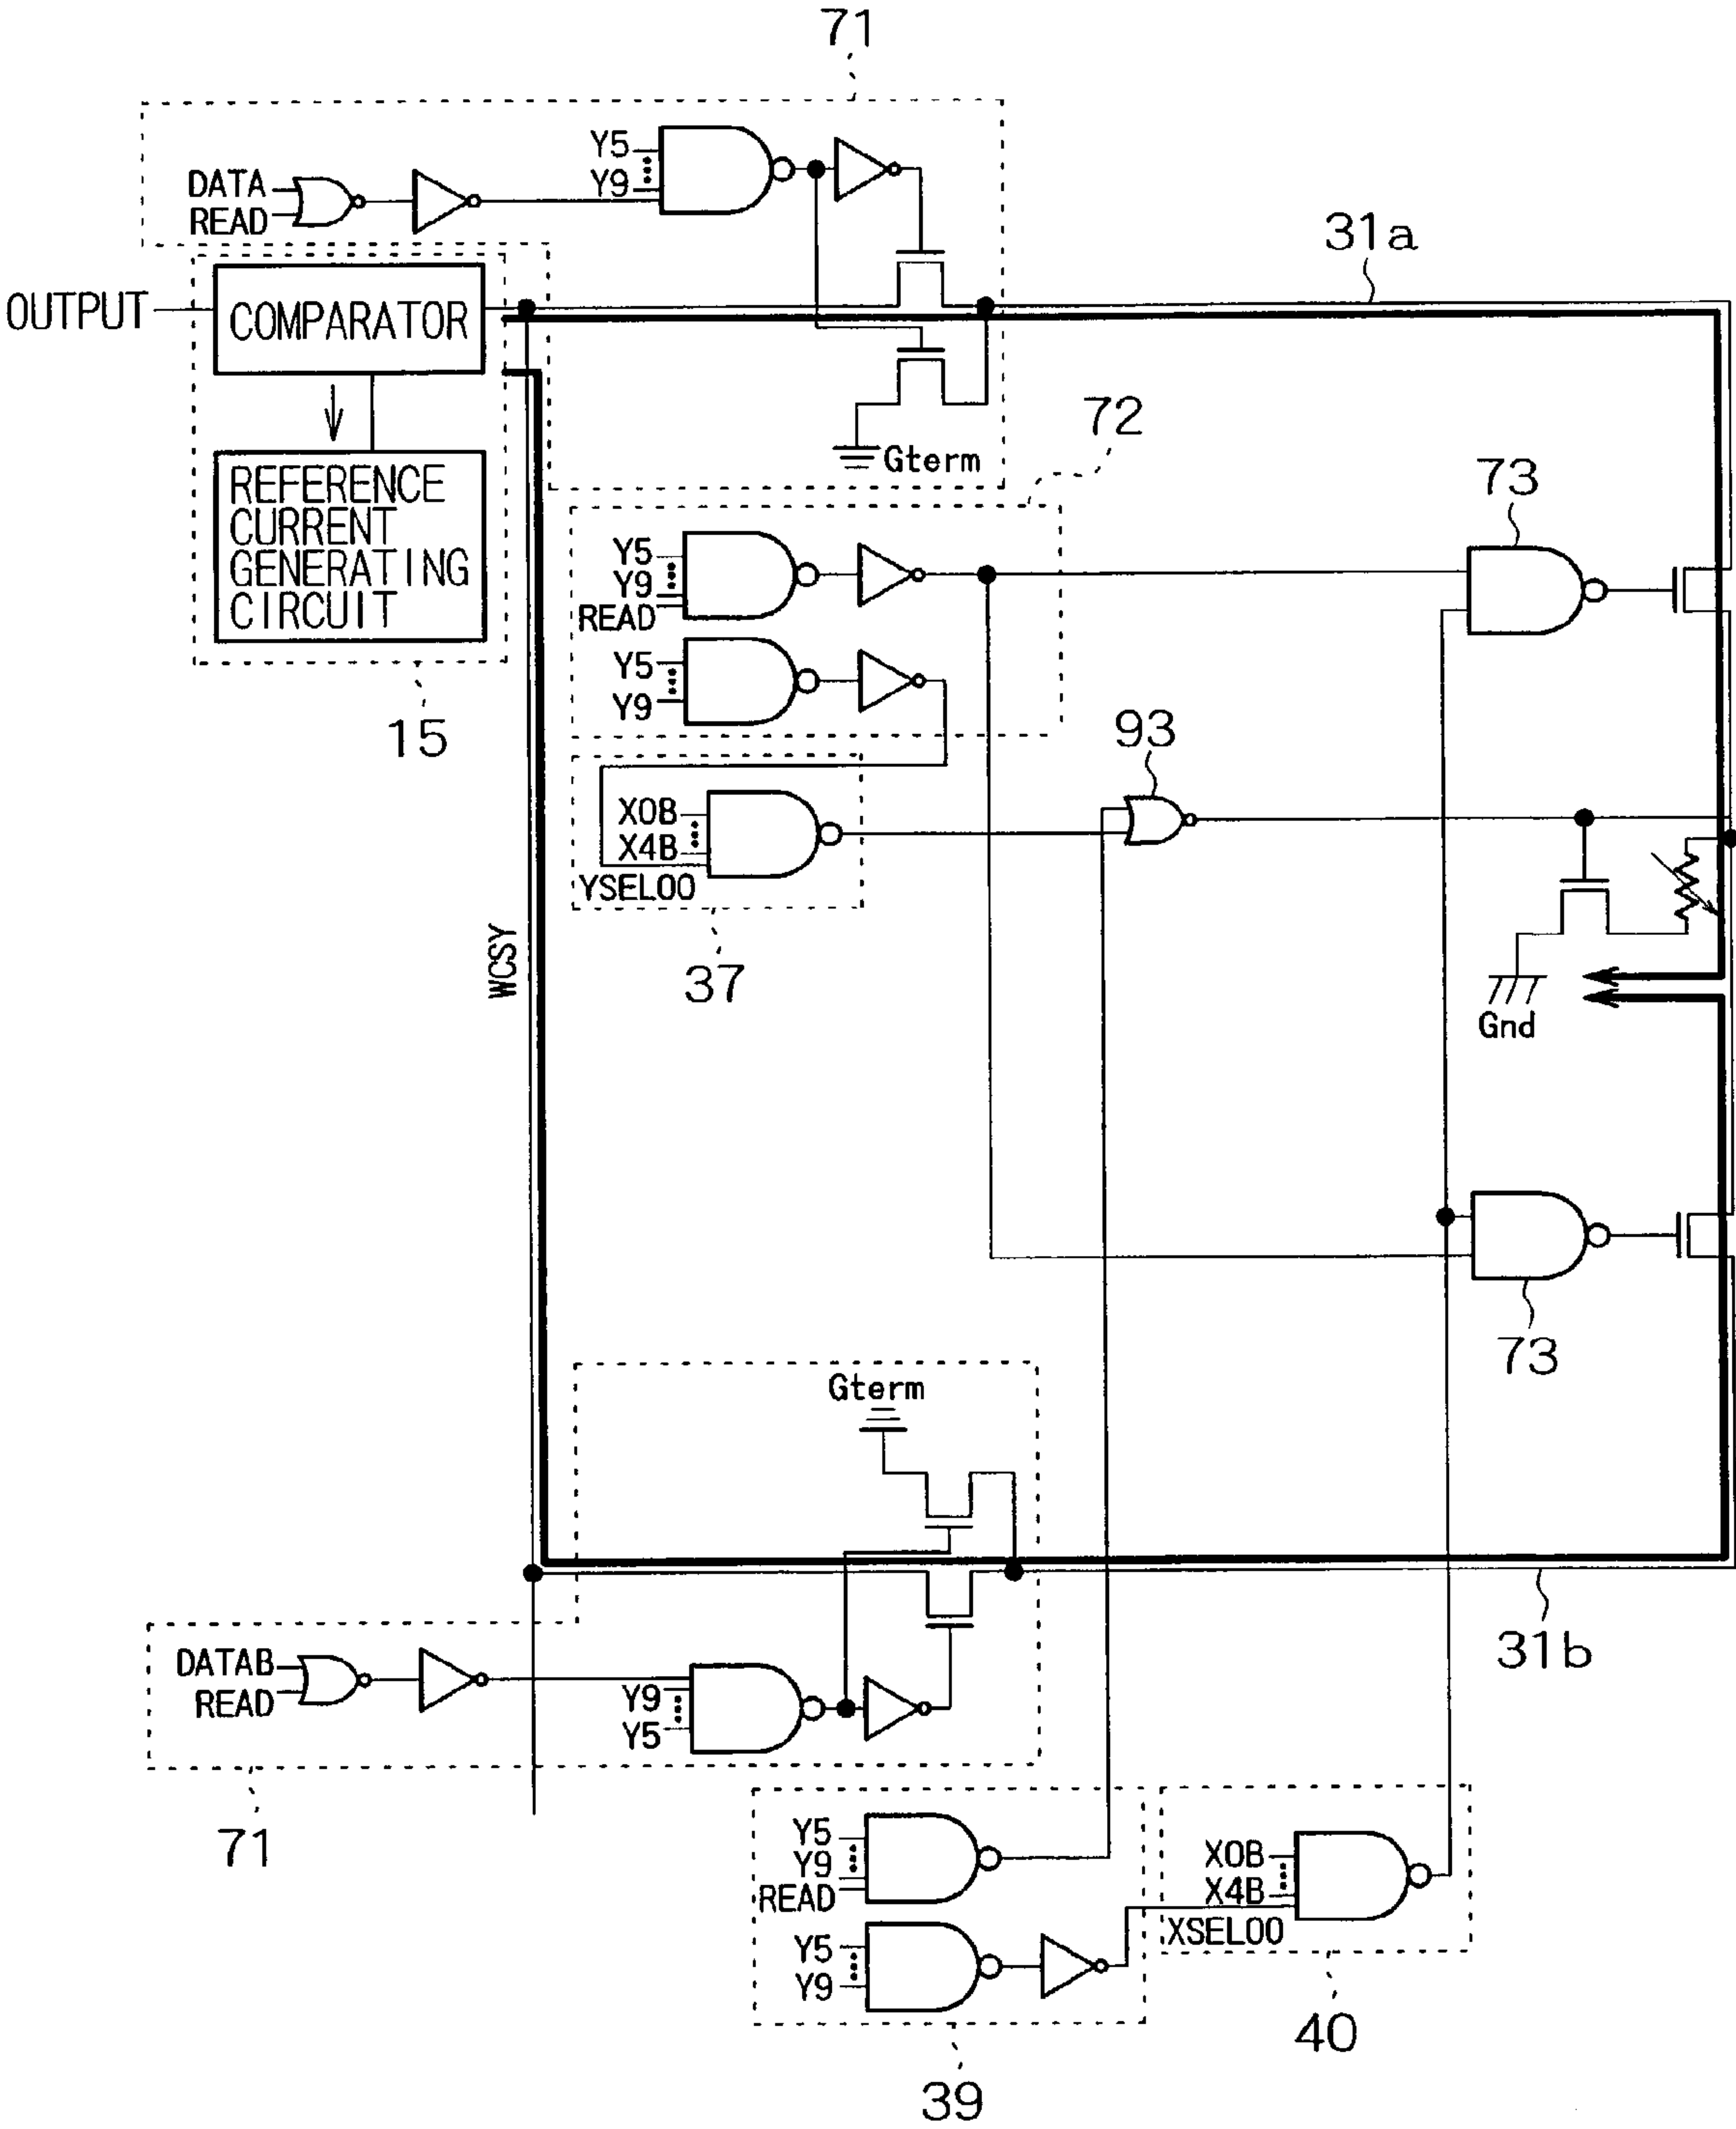 71
Y5
Y9
DATA
READ
31a
OUTPUT
COMPARATOR
Gterm
72
REFERENCE
CURRENT
GENERATING
CIRCUIT
73
Y5
Y9
READ
Y5
Y9
15
93
X0B
X4B
YSEL00
37
WCSY
Gnd
73
Gterm
31b
DATAB
READ
Y9
Y5
71
Y5
Y9
READ
X0B
X4B
XSEL00
Y5
Y9
40
39